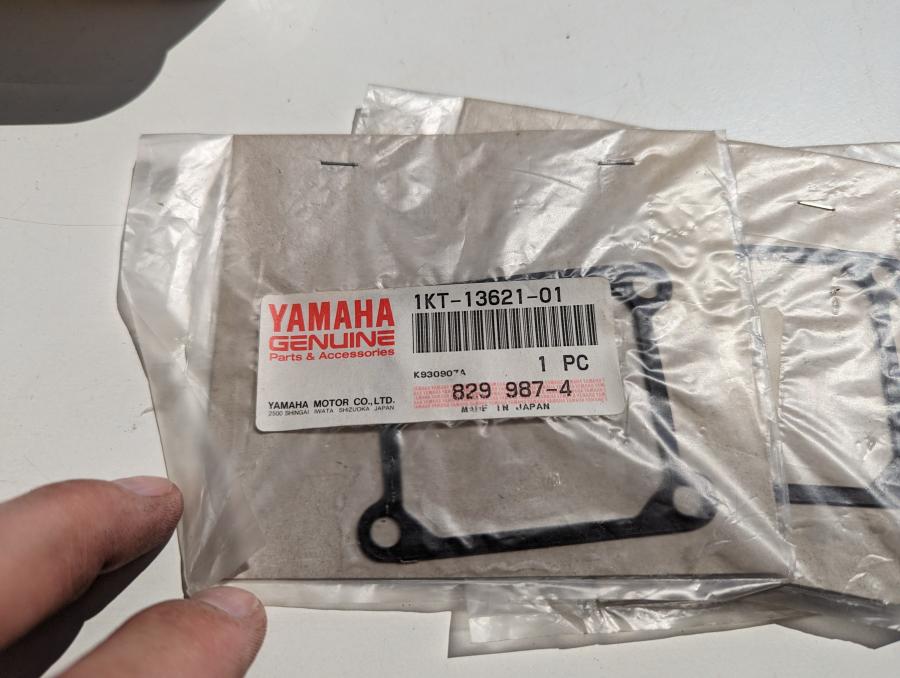 YAMAHA
GENUINE
Parts & Accessories
YAMAHA MOTOR CO., LTD.
2500 SHINGAI IWATA SHIZUOKA JAPAN
1KT-13621-01
K930907A
1 PC
829 987-4
MADE IN JAPAN